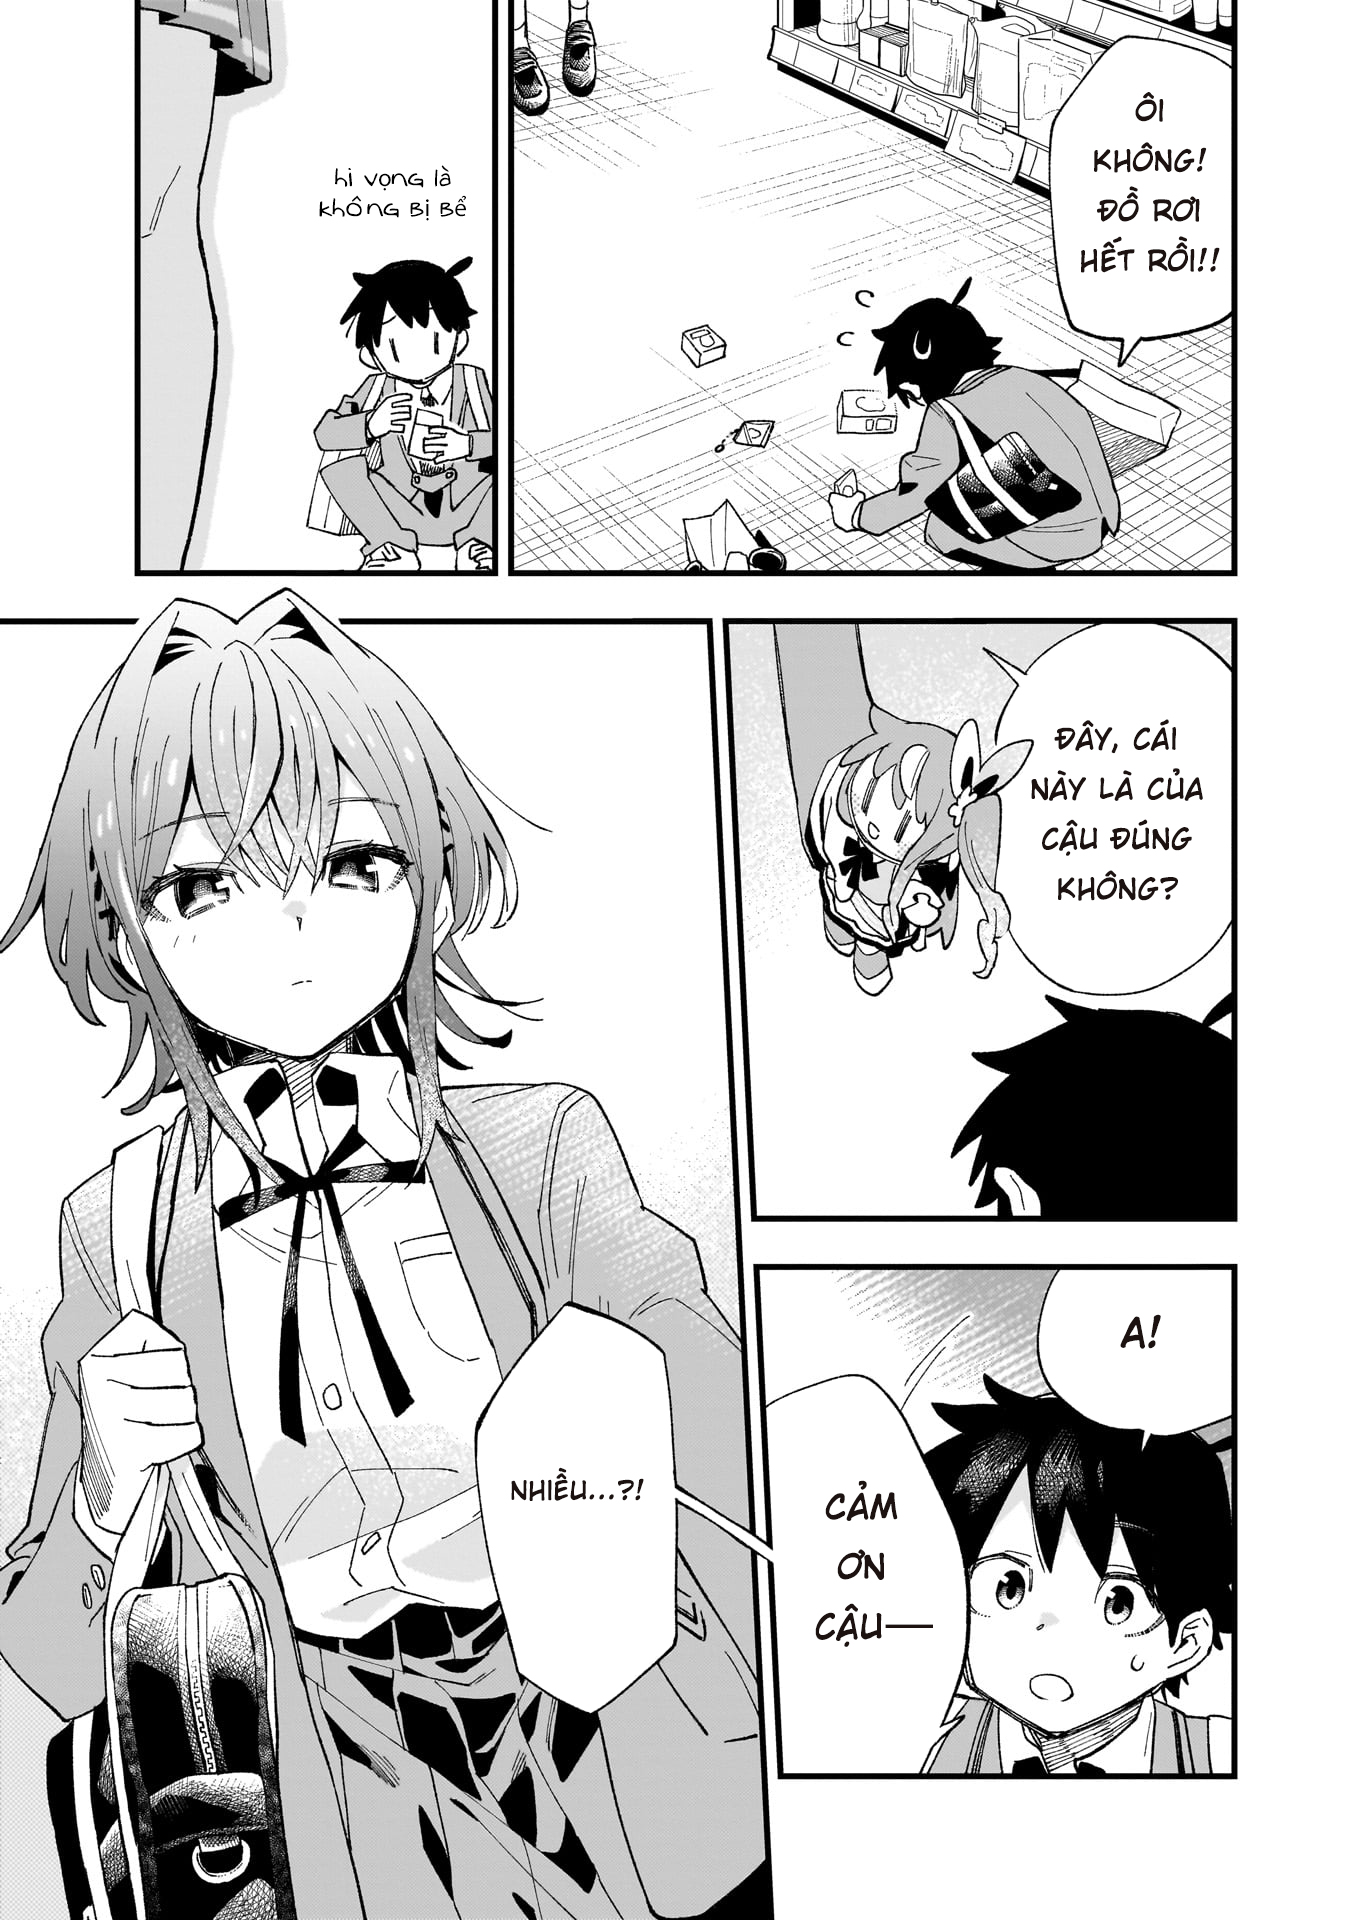 ÔI
KHÔNG!
ĐỒ RƠI
HẾT RỒI!!
hi vọng là
không bị bể
ĐÂY, CÁI
NÀY LÀ CỦA
CẬU ĐÚNG
KHÔNG?
A!
CẢM
ƠN
CẬU—
NHIỀU...?!